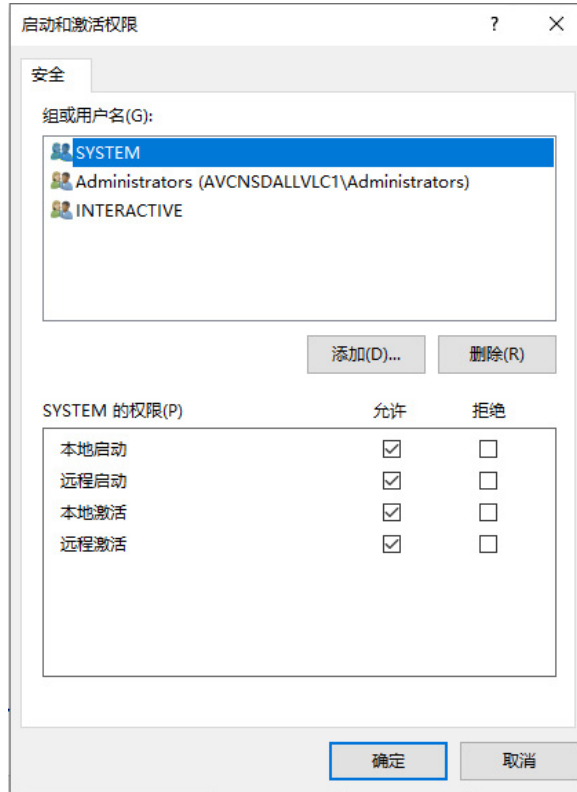 启动和激活权限 ?
安全
组或用户名(G):
SYSTEM
Administrators (AVCNSDALLVLC1\Administrators)
INTERACTIVE
添加(D)... 删除(R)
SYSTEM 的权限(P) 允许 拒绝
本地启动
远程启动
本地激活
远程激活
确定 取消